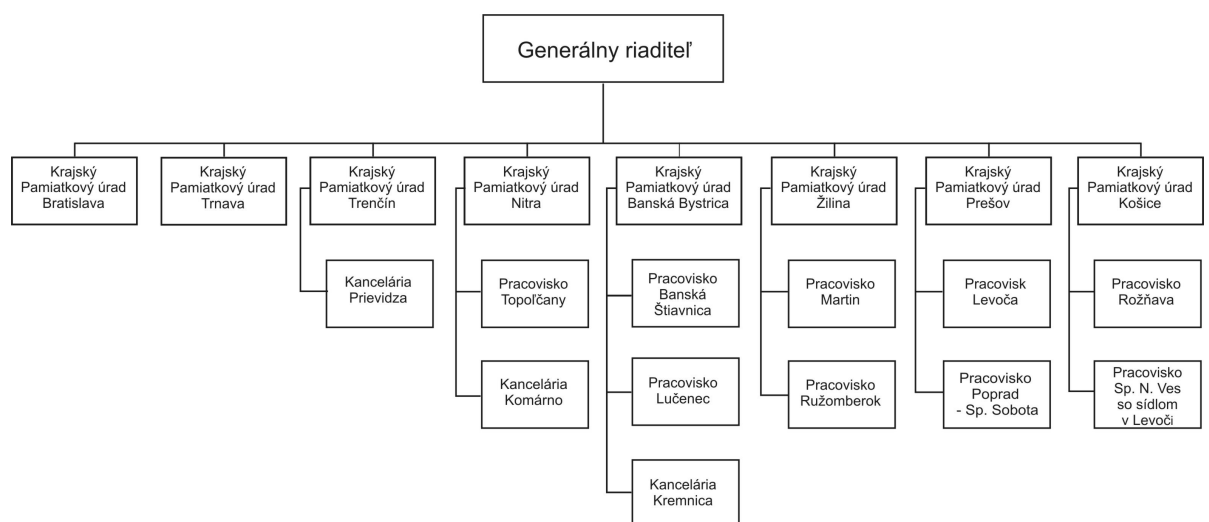 Generálny riaditeľ
Krajský
Pamiatkový úrad
Bratislava
Krajský
Pamiatkový úrad
Trnava
Krajský
Pamiatkový úrad
Trenčín
Krajský
Pamiatkový úrad
Nitra
Krajský
Pamiatkový úrad
Banská Bystrica
Krajský
Pamiatkový úrad
Žilina
Krajský
Pamiatkový úrad
Prešov
Krajský
Pamiatkový úrad
Košice
Kancelária
Prievidza
Pracovisko
Topoľčany
Pracovisko
Banská
Štiavnica
Pracovisko
Martin
Pracovisk
Levoča
Pracovisko
Rožňava
Kancelária
Komárno
Pracovisko
Lučenec
Pracovisko
Ružomberok
Pracovisko
Poprad
- Sp. Sobota
Pracovisko
Sp. N. Ves
so sídlom
v Levoči
Kancelária
Kremnica